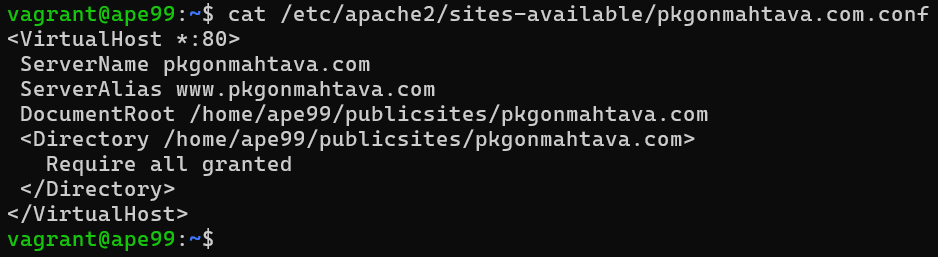 vagrant@ape99:~$ cat /etc/apache2/sites-available/pkgonmahtava.com.conf
<VirtualHost *:80>
 ServerName pkgonmahtava.com
 ServerAlias www.pkgonmahtava.com
 DocumentRoot /home/ape99/publicsites/pkgonmahtava.com
 <Directory /home/ape99/publicsites/pkgonmahtava.com>
   Require all granted
 </Directory>
</VirtualHost>
vagrant@ape99:~$